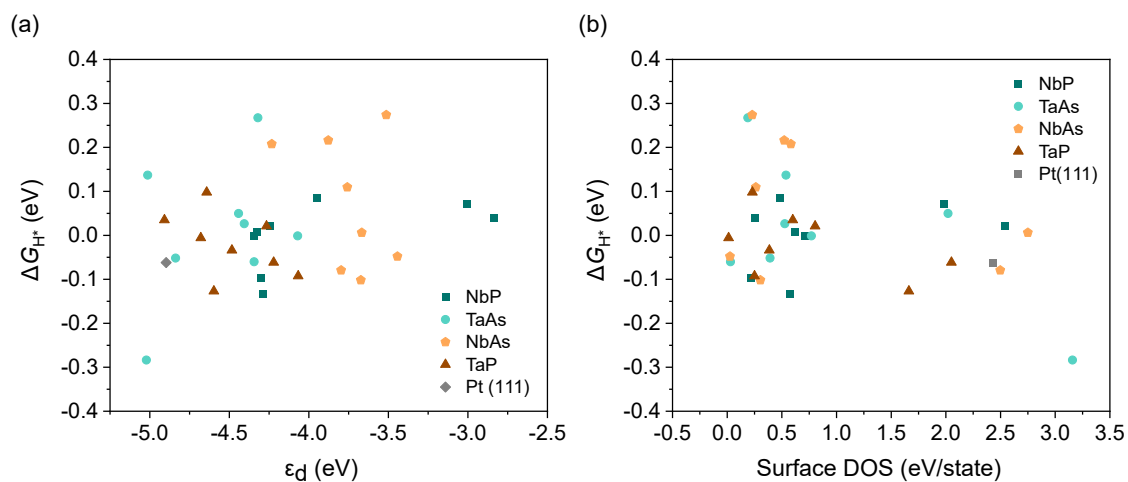 (a)
(b)
0.4
0.3
0.2
0.1
0.0
-0.1
-0.2
-0.3
-0.4
ΔG_H* (eV)
NbP
TaAs
NbAs
TaP
Pt (111)
-5.0 -4.5 -4.0 -3.5 -3.0 -2.5
ε_d (eV)
0.4
0.3
0.2
0.1
0.0
-0.1
-0.2
-0.3
-0.4
ΔG_H* (eV)
NbP
TaAs
NbAs
TaP
Pt(111)
-0.5 0.0 0.5 1.0 1.5 2.0 2.5 3.0 3.5
Surface DOS (eV/state)